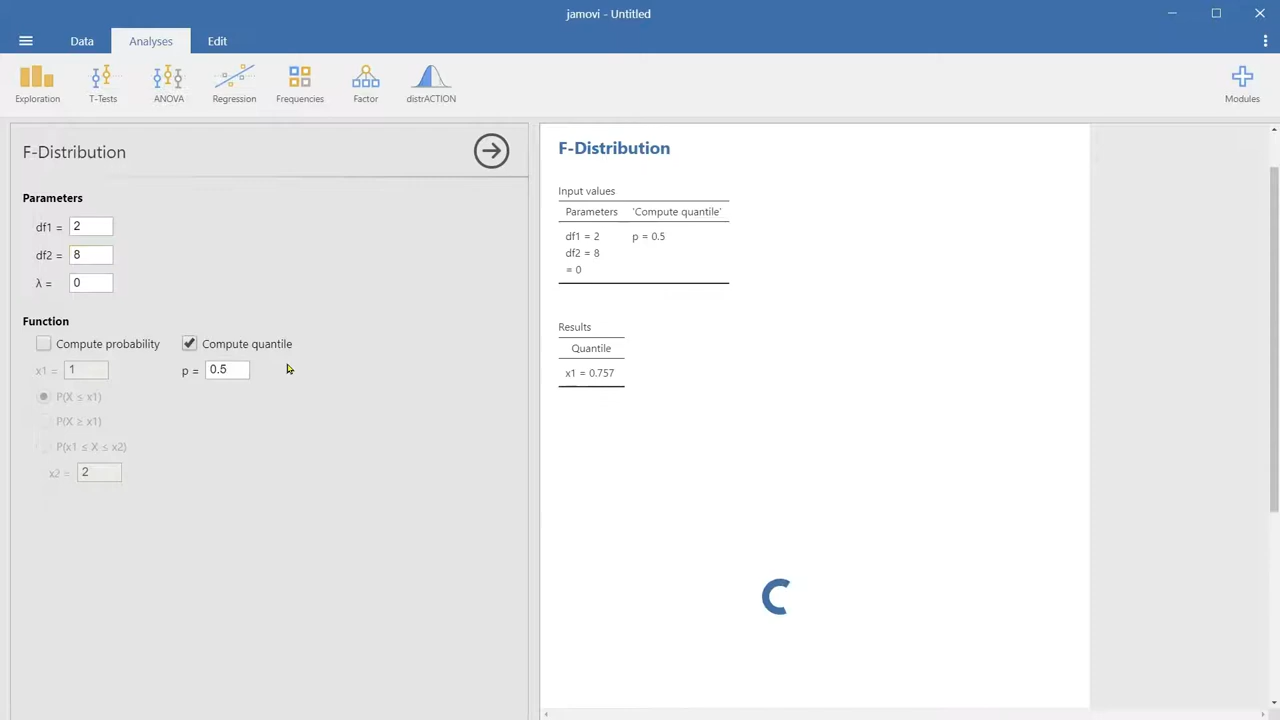 jamovi - Untitled
Data
Analyses
Edit
Exploration
T-Tests
ANOVA
Regression
Frequencies
Factor
distrACTION
Modules
F-Distribution
Parameters
df1 = 2
df2 = 8
λ = 0
Function
Compute probability
Compute quantile
x1 = 1
p = 0.5
P(X ≤ x1)
P(X ≥ x1)
P(x1 ≤ X ≤ x2)
x2 = 2
F-Distribution
Input values
Parameters 'Compute quantile'
df1 = 2 p = 0.5
df2 = 8
= 0
Results
Quantile
x1 = 0.757